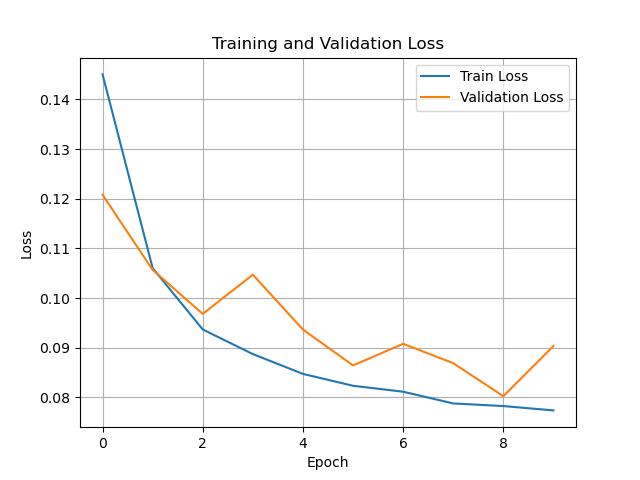 Training and Validation Loss
Train Loss
Validation Loss
0.14
0.13
0.12
0.11
0.10
0.09
0.08
Loss
0 2 4 6 8
Epoch